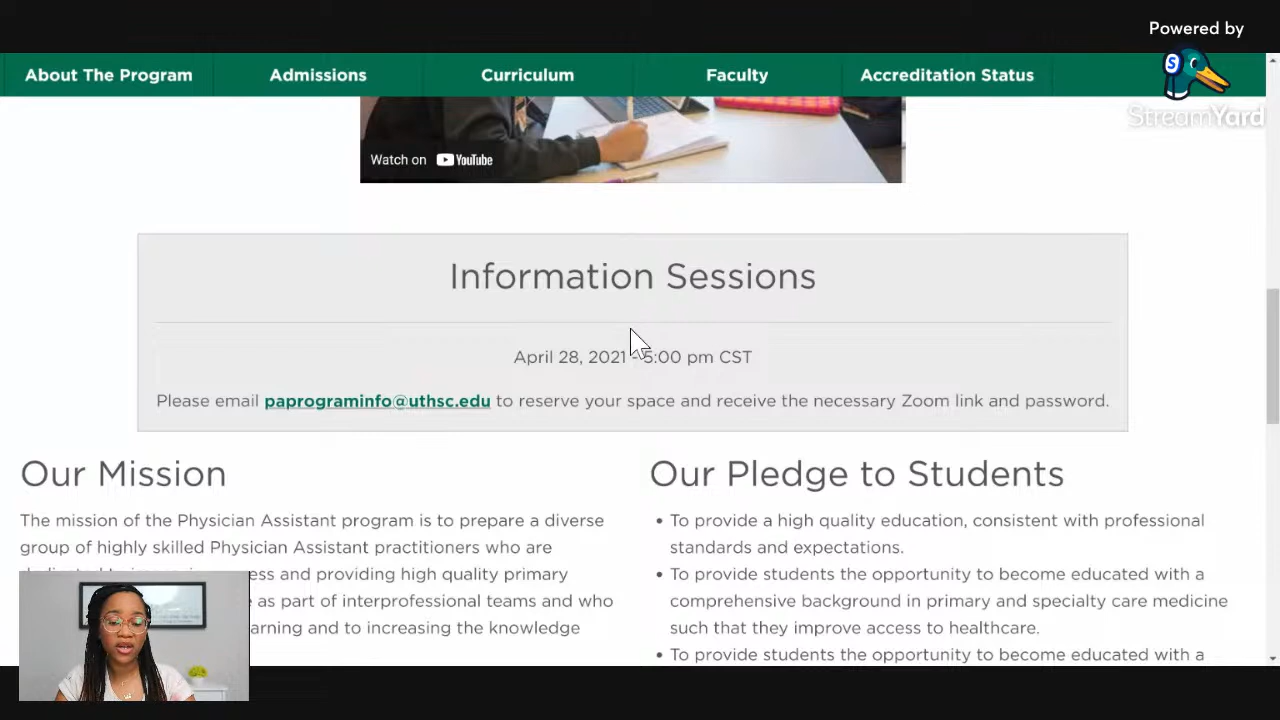 Powered by
StreamYard
About The Program Admissions Curriculum Faculty Accreditation Status
Watch on YouTube
Information Sessions
April 28, 2021 - 5:00 pm CST
Please email paprograminfo@uthsc.edu to reserve your space and receive the necessary Zoom link and password.
Our Mission
The mission of the Physician Assistant program is to prepare a diverse
group of highly skilled Physician Assistant practitioners who are
and providing high quality primary
as part of interprofessional teams and who
and to increasing the knowledge
Our Pledge to Students
• To provide a high quality education, consistent with professional
standards and expectations.
• To provide students the opportunity to become educated with a
comprehensive background in primary and specialty care medicine
such that they improve access to healthcare.
• To provide students the opportunity to become educated with a